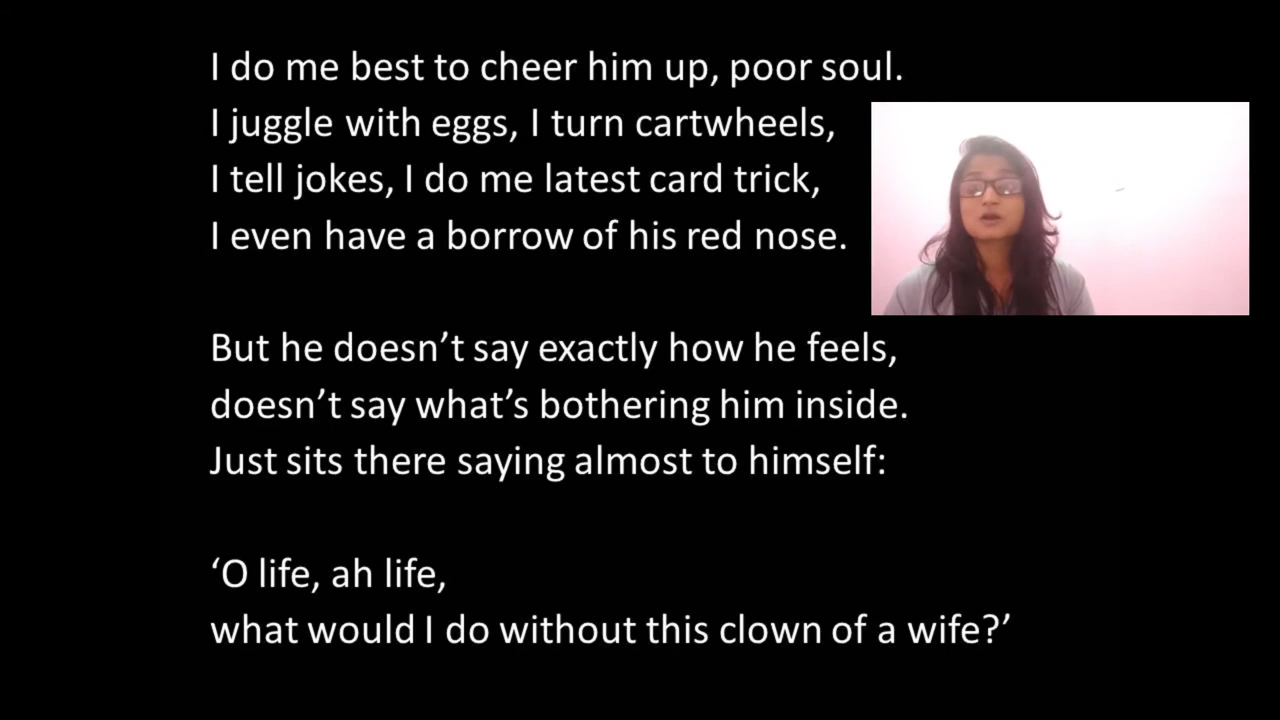 I do me best to cheer him up, poor soul.
I juggle with eggs, I turn cartwheels,
I tell jokes, I do me latest card trick,
I even have a borrow of his red nose.
But he doesn’t say exactly how he feels,
doesn’t say what’s bothering him inside.
Just sits there saying almost to himself:
‘O life, ah life,
what would I do without this clown of a wife?’